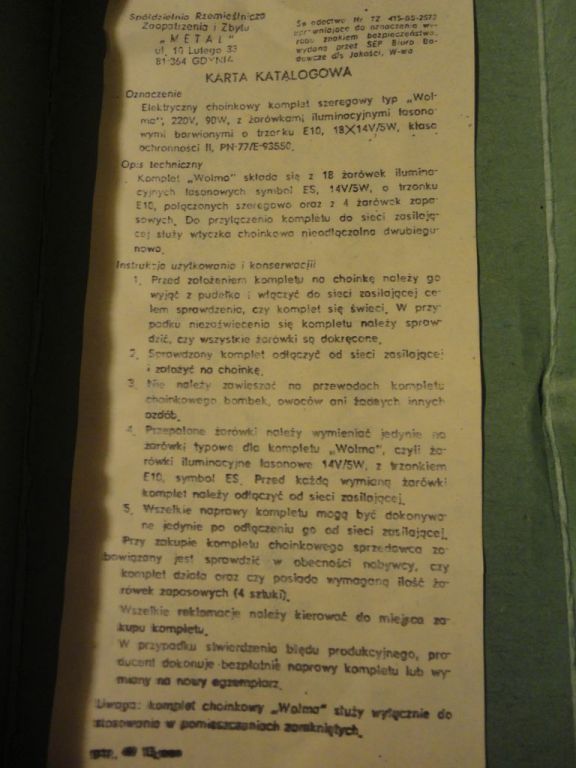 Spółdzielnia Rzemieślnicza
Zaopatrzenia i Zbytu
„METAL"
ul. 10 Lutego 33
81-364 GDYNIA
Świadectwo Nr TZ
uprawniające do oznaczenia wy-
robu znakiem bezpieczeństwa,
wydana przez SEP Biuro Ba-
dawcze d/s Jakości, W-wa
KARTA KATALOGOWA
Oznaczenie
Elektryczny choinkowy komplet szeregowy typ „Wol-
ma", 220V, 90W, z żarówkami iluminacyjnymi fasono-
wymi barwionymi o trzonku E10, 18X14V/5W, klasa
ochronności II, PN-77/E-93550.
Opis techniczny
Komplet „Wolma" składa się z 18 żarówek ilumina-
cyjnych fasonowych symbol ES, 14V/5W, o trzonku
E10, połączonych szeregowo oraz z 4 żarówek zapa-
sowych. Do przyłączenia kompletu do sieci zasilają-
cej służy wtyczka choinkowa nieodłączalna dwubiegu-
nowa.
Instrukcja użytkowania i konserwacji:
1. Przed założeniem kompletu na choinkę należy go
wyjąć z pudełka i włączyć do sieci zasilającej ce-
lem sprawdzenia, czy komplet się świeci. W przy-
padku niezaświecenia się kompletu należy spraw-
dzić, czy wszystkie żarówki są dokręcone.
2. Sprawdzony komplet odłączyć od sieci zasilającej
i założyć na choinkę.
3. Nie należy zawieszać na przewodach kompletu
choinkowego bombek, owoców ani żadnych innych
ozdób.
4. Przepalone żarówki należy wymieniać jedynie na
żarówki typowe dla kompletu „Wolma", czyli ża-
rówki iluminacyjne fasonowe 14V/5W, z trzonkiem
E10, symbol ES. Przed każdą wymianą żarówki
komplet należy odłączyć od sieci zasilającej.
5. Wszelkie naprawy kompletu mogą być dokonywa-
ne jedynie po odłączeniu go od sieci zasilającej.
Przy zakupie kompletu choinkowego sprzedawca zo-
bowiązany jest sprawdzić w obecności nabywcy, czy
komplet działa oraz czy posiada wymaganą ilość ża-
rówek zapasowych (4 sztuki).
Wszelkie reklamacje należy kierować do miejsca za-
kupu kompletu.
W przypadku stwierdzenia błędu produkcyjnego, pro-
ducent dokonuje bezpłatnie naprawy kompletu lub wy-
miany na nowy egzemplarz.
Uwaga: komplet choinkowy „Wolma" służy wyłącznie do
stosowania w pomieszczeniach zamkniętych.